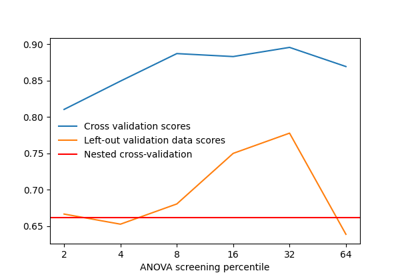 0.90
0.85
0.80
0.75
0.70
0.65
Cross validation scores
Left-out validation data scores
Nested cross-validation
2 4 8 16 32 64
ANOVA screening percentile